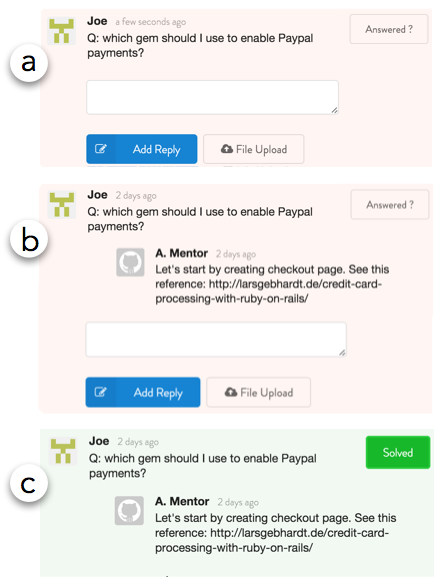 a
Joe a few seconds ago
Answered ?
Q: which gem should I use to enable Paypal
payments?
Add Reply
File Upload
b
Joe 2 days ago
Answered ?
Q: which gem should I use to enable Paypal
payments?
A. Mentor 2 days ago
Let's start by creating checkout page. See this
reference: http://larsgebhardt.de/credit-card-
processing-with-ruby-on-rails/
Add Reply
File Upload
c
Joe 2 days ago
Solved
Q: which gem should I use to enable Paypal
payments?
A. Mentor 2 days ago
Let's start by creating checkout page. See this
reference: http://larsgebhardt.de/credit-card-
processing-with-ruby-on-rails/